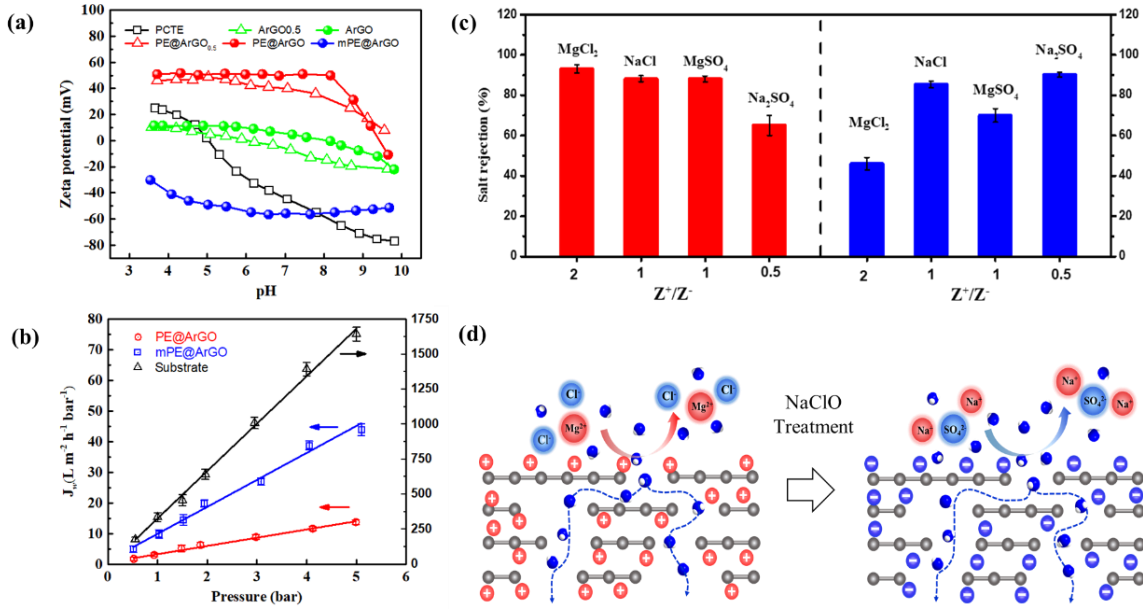 (a)
PCTE
ArGO0.5
ArGO
PE@ArGO0.5
PE@ArGO
mPE@ArGO
Zeta potential (mV)
80
60
40
20
0
-20
-40
-60
-80
3 4 5 6 7 8 9 10
pH
(c)
Salt rejection (%)
120
100
80
60
40
20
0
MgCl2
NaCl
MgSO4
Na2SO4
MgCl2
NaCl
MgSO4
Na2SO4
120
100
80
60
40
20
0
2 1 1 0.5 2 1 1 0.5
Z+/Z-
Z+/Z-
(b)
PE@ArGO
mPE@ArGO
Substrate
Jw(L m-2 h-1 bar-1)
80
70
60
50
40
30
20
10
0
1750
1500
1250
1000
750
500
250
0
0 1 2 3 4 5 6
Pressure (bar)
(d)
Cl-
Cl-
Mg2+
Cl-
Mg2+
Cl-
NaClO
Treatment
Na+
Na+
SO42-
Na+
SO42-
Na+